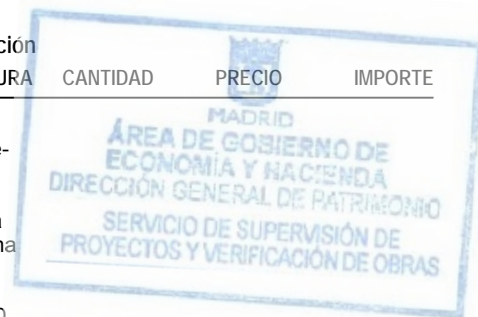 ción
URA CANTIDAD PRECIO IMPORTE
MADRID
ÁREA DE GOBIERNO DE
ECONOMÍA Y HACIENDA
DIRECCIÓN GENERAL DE PATRIMONIO
SERVICIO DE SUPERVISIÓN DE
PROYECTOS Y VERIFICACIÓN DE OBRAS